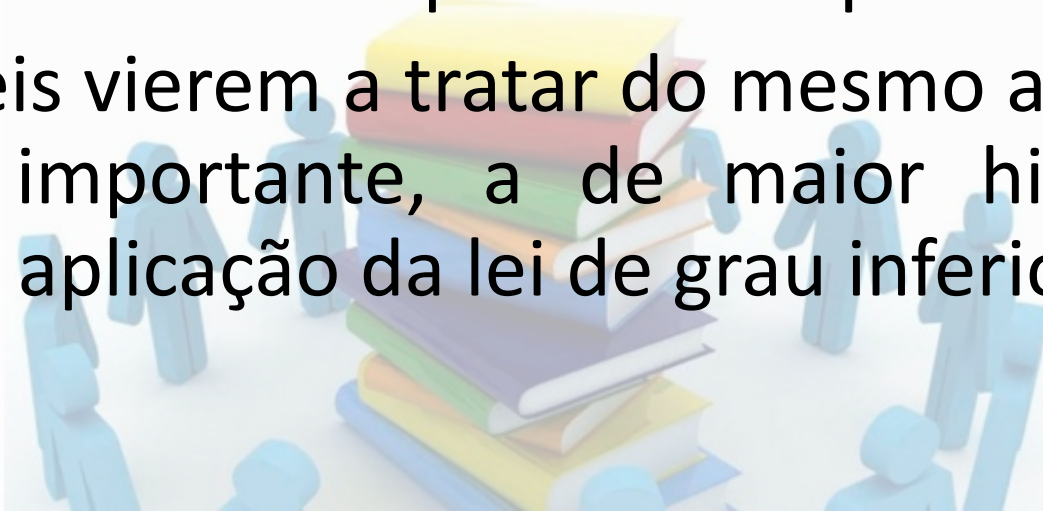 eis vierem a tratar do mesmo a
importante, a de maior hi
aplicação da lei de grau inferio